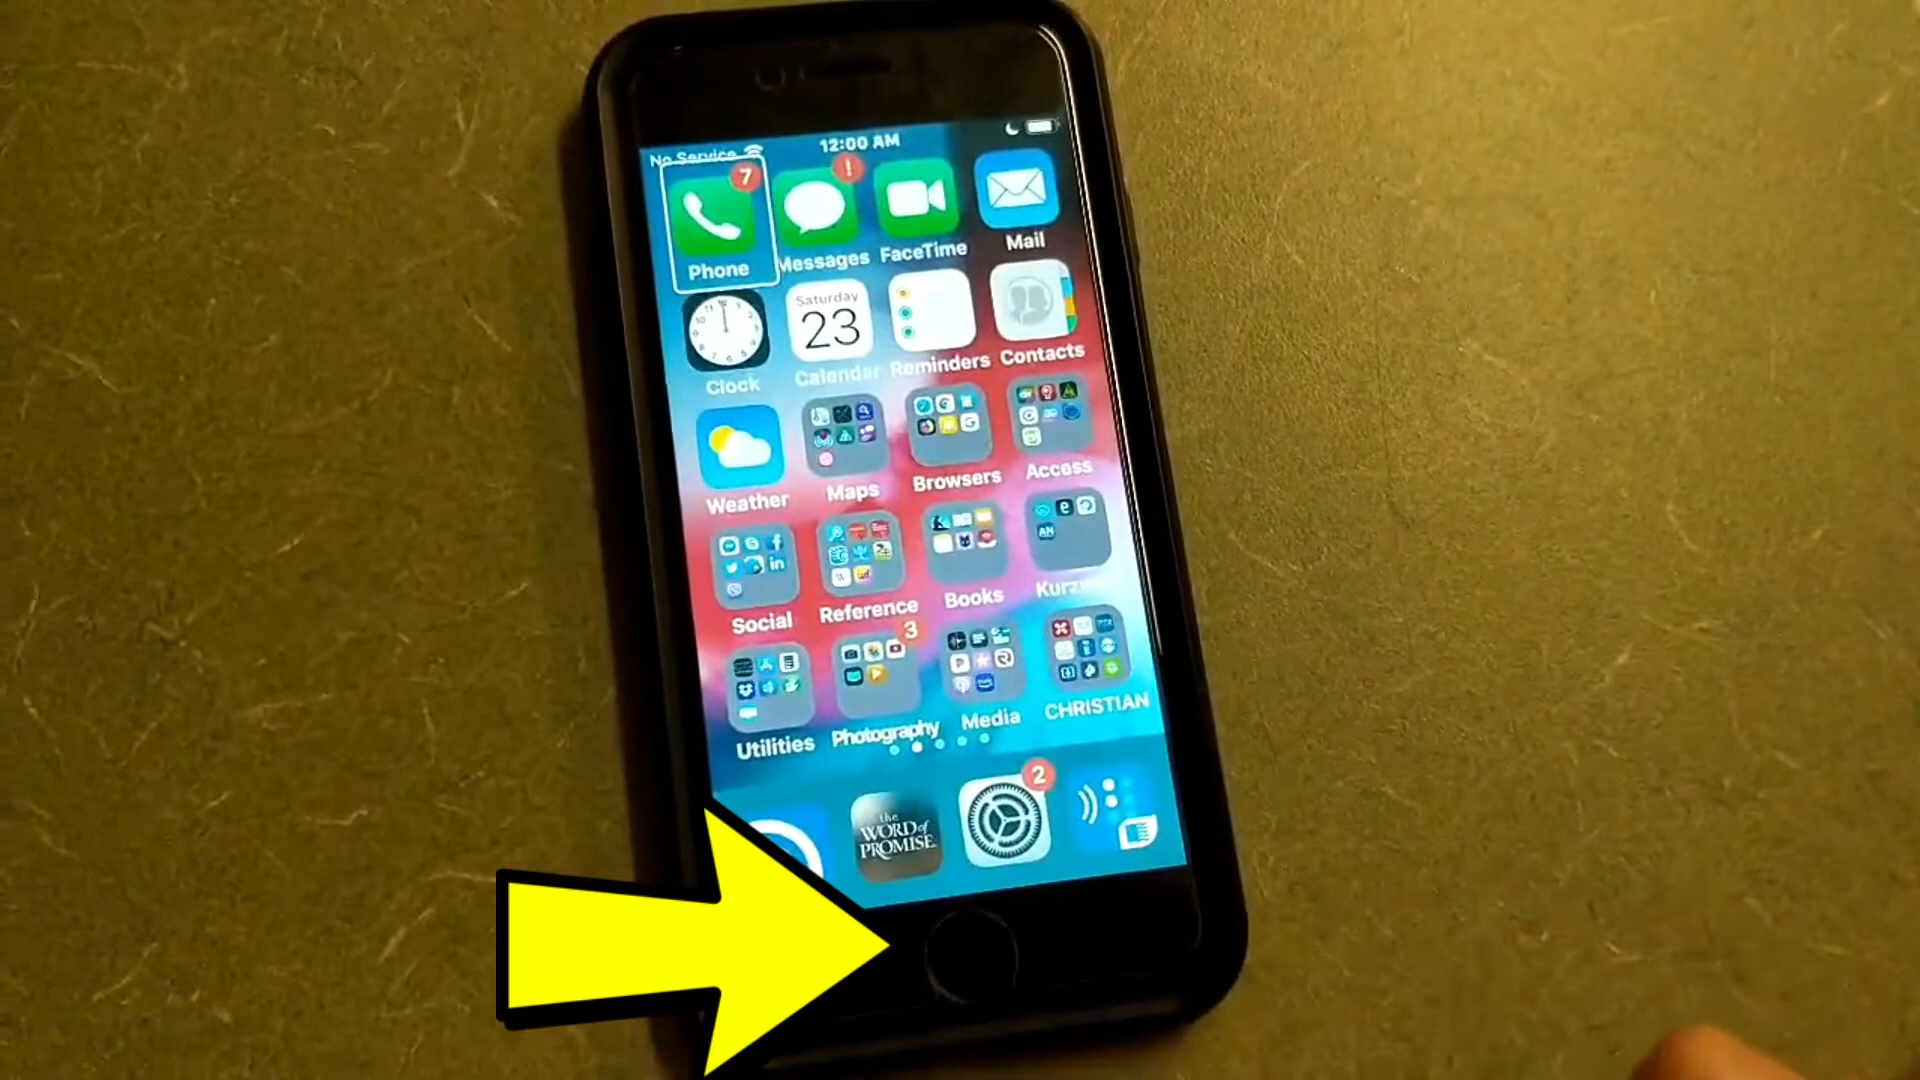 No Service 12:00 AM
7 !
Phone Messages FaceTime Mail
Saturday
23
Clock Calendar Reminders Contacts
Weather Maps Browsers Access
Social Reference Books
3
Utilities Photography Media CHRISTIAN
2
the
WORD of
PROMISE